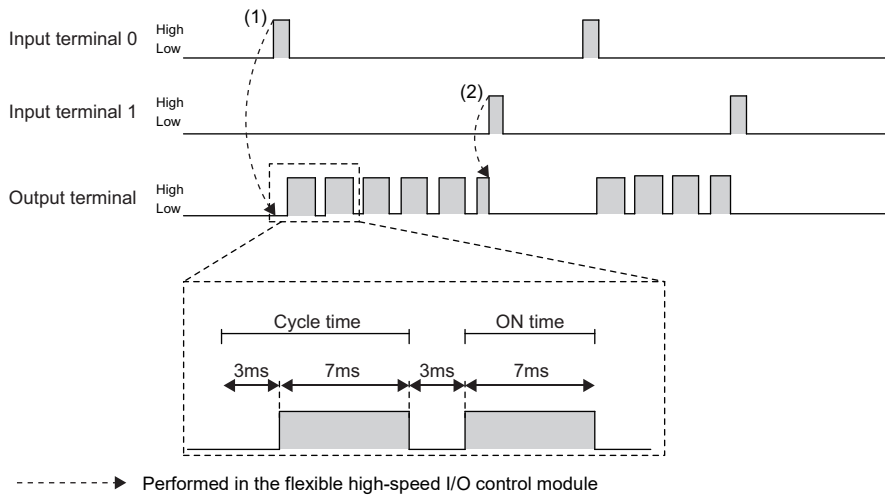 (1)
Input terminal 0
High
Low
(2)
Input terminal 1
High
Low
Output terminal
High
Low
Cycle time
ON time
3ms
7ms
3ms
7ms
Performed in the flexible high-speed I/O control module